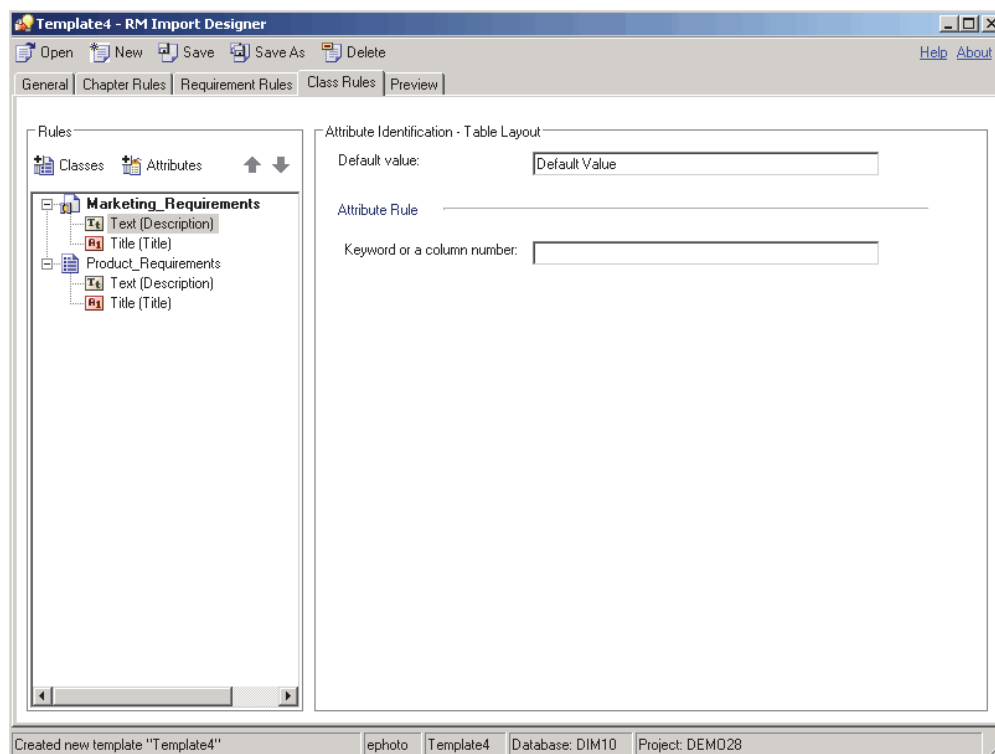 Template4 - RM Import Designer
Open New Save Save As Delete Help About
General Chapter Rules Requirement Rules Class Rules Preview
Rules
Classes Attributes
Marketing_Requirements
Text (Description)
Title (Title)
Product_Requirements
Text (Description)
Title (Title)
Attribute Identification - Table Layout
Default value: Default Value
Attribute Rule
Keyword or a column number:
Created new template "Template4" ephoto Template4 Database: DIM10 Project: DEMO28